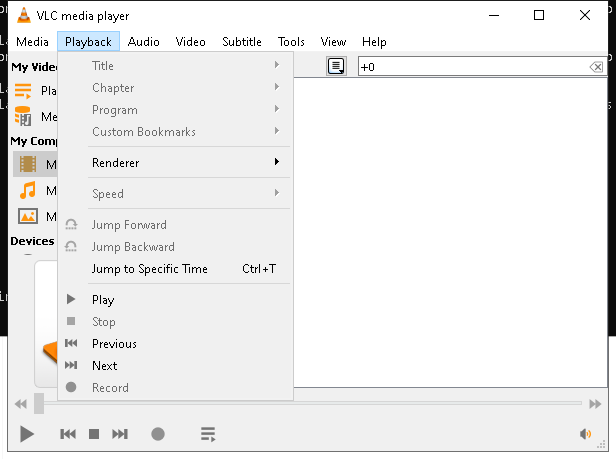 VLC media player
Media Playback Audio Video Subtitle Tools View Help
My Vide
Title
+0
Pla
Chapter
Me
Program
Custom Bookmarks
My Comp
M
Renderer
M
Speed
M
Jump Forward
Devices
Jump Backward
Jump to Specific Time Ctrl+T
Play
Stop
Previous
Next
Record